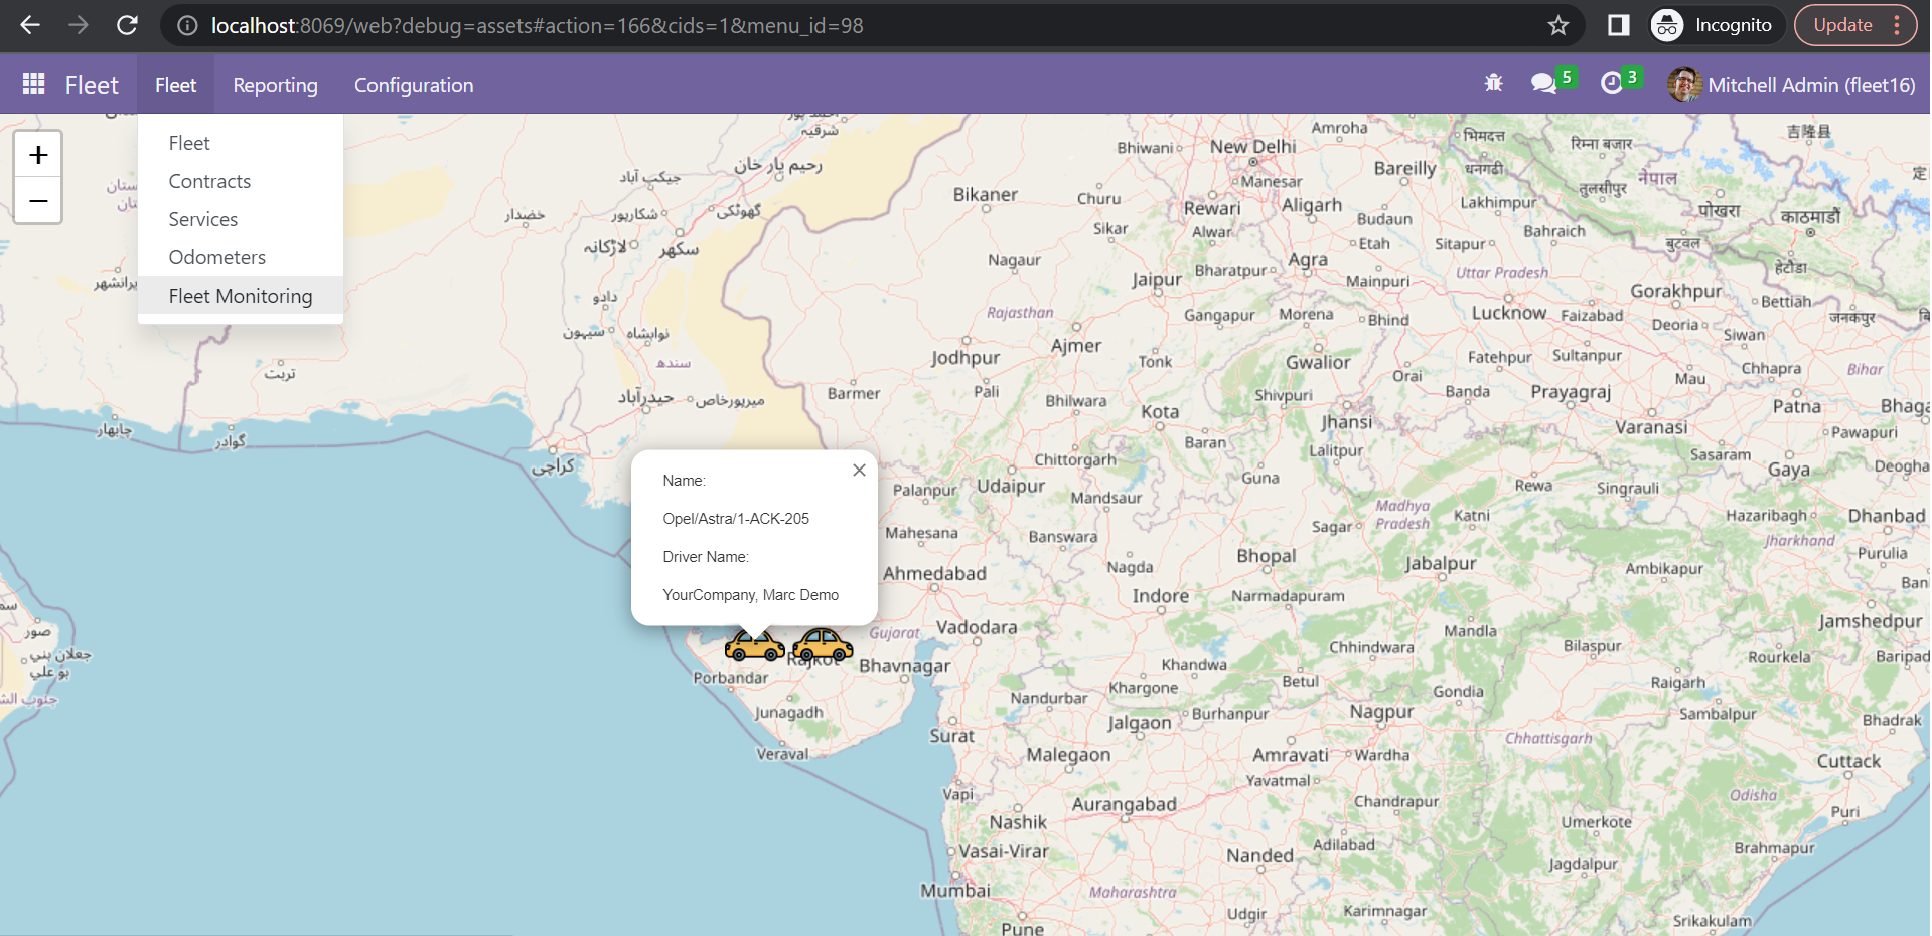 localhost:8069/web?debug=assets#action=166&cids=1&menu_id=98
Incognito
Update
Fleet
Fleet
Reporting
Configuration
5
3
Mitchell Admin (fleet16)
+
−
Fleet
Contracts
Services
Odometers
Fleet Monitoring
Name:
Opel/Astra/1-ACK-205
Driver Name:
YourCompany, Marc Demo
شرقیہ
رحیم یار خان
جیکب آباد
شکارپور
گھوٹکی
خضدار
لاڑکانہ
سکھر
دادو
نوابشاہ
سیہون
سندھ
حیدرآباد
میرپورخاص
تربت
گوادر
چابهار
کراچی
صور
جعلان بني
بو علي
Amroha
भिमदत्त
रिम्ना बजार
吉隆县
Bhiwani
New Delhi
Manesar
Bareilly
धनगढी
नेपाल
तुलसीपुर
Bikaner
Churu
Rewari
Aligarh
Budaun
Lakhimpur
पोखरा
काठमाडौं
Sikar
Alwar
Etah
Sitapur
Bahraich
बुटवल
हेटौडा
Nagaur
Jaipur
Bharatpur
Agra
Mainpuri
Uttar Pradesh
Gorakhpur
Bettiah
Rajasthan
Gangapur
Morena
Bhind
Lucknow
Faizabad
Deoria
Siwan
जनकपुर
Jodhpur
Ajmer
Tonk
Gwalior
Fatehpur
Sultanpur
Chhapra
Bihar
Barmer
Pali
Bhilwara
Kota
Shivpuri
Orai
Banda
Prayagraj
Mau
Patna
Jhansi
Varanasi
Pawapuri
Baran
Lalitpur
Chittorgarh
Sasaram
Gaya
Palanpur
Udaipur
Mandsaur
Guna
Rewa
Singrauli
Madhya
Pradesh
Katni
Sagar
Hazaribagh
Dhanbad
Mahesana
Banswara
Jharkhand
Purulia
Ahmedabad
Nagda
Bhopal
Jabalpur
Ambikapur
Indore
Narmadapuram
Gujarat
Vadodara
Mandla
Bilaspur
Jamshedpur
Rajkot
Bhavnagar
Khandwa
Chhindwara
Rourkela
Porbandar
Khargone
Betul
Gondia
Raigarh
Nandurbar
Junagadh
Jalgaon
Burhanpur
Nagpur
Sambalpur
Bhadrak
Surat
Veraval
Malegaon
Amravati
Wardha
Chhattisgarh
Cuttack
Yavatmal
Vapi
Aurangabad
Chandrapur
Odisha
Puri
Nashik
Umerkote
Vasai-Virar
Nanded
Adilabad
Jagdalpur
Brahmapur
Mumbai
Maharashtra
Udgir
Karimnagar
Srikakulam
Pune